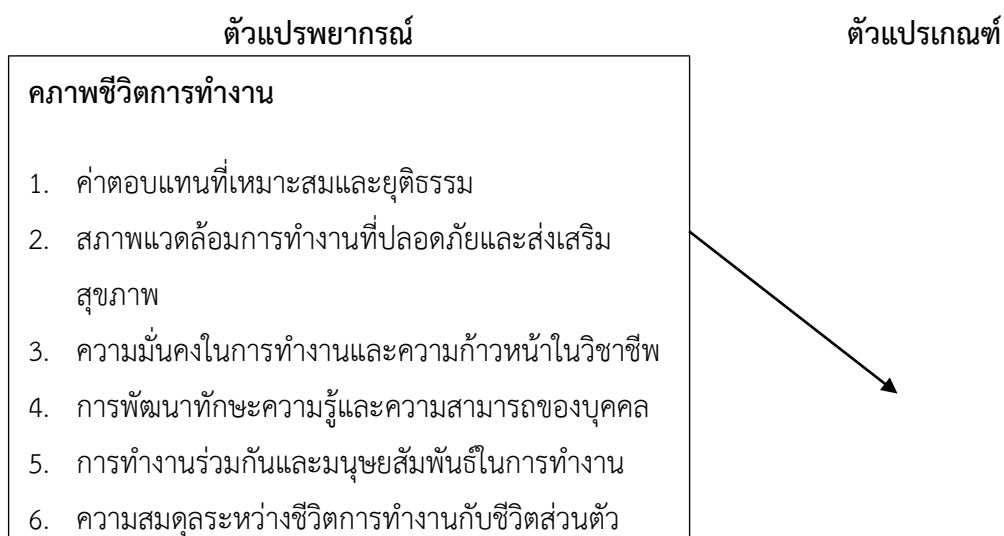 ตัวแปรพยากรณ์ ตัวแปรเกณฑ์
คภาพชีวิตการทำงาน
1. ค่าตอบแทนที่เหมาะสมและยุติธรรม
2. สภาพแวดล้อมการทำงานที่ปลอดภัยและส่งเสริม
สุขภาพ
3. ความมั่นคงในการทำงานและความก้าวหน้าในวิชาชีพ
4. การพัฒนาทักษะความรู้และความสามารถของบุคคล
5. การทำงานร่วมกันและมนุษยสัมพันธ์ในการทำงาน
6. ความสมดุลระหว่างชีวิตการทำงานกับชีวิตส่วนตัว